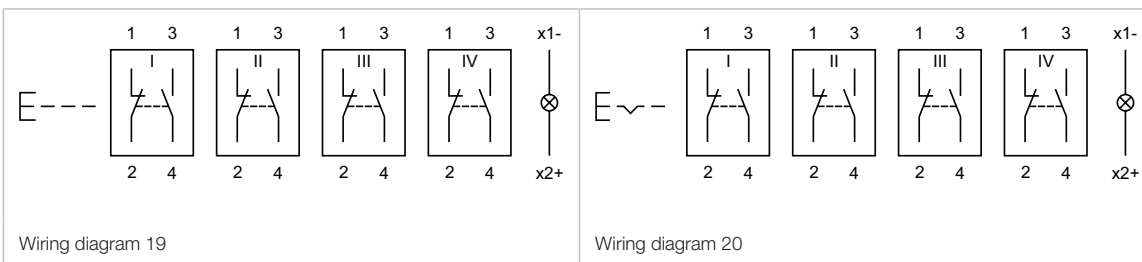 1 3 1 3 1 3 1 3 x1-
I II III IV
2 4 2 4 2 4 2 4 x2+
Wiring diagram 19
1 3 1 3 1 3 1 3 x1-
I II III IV
2 4 2 4 2 4 2 4 x2+
Wiring diagram 20